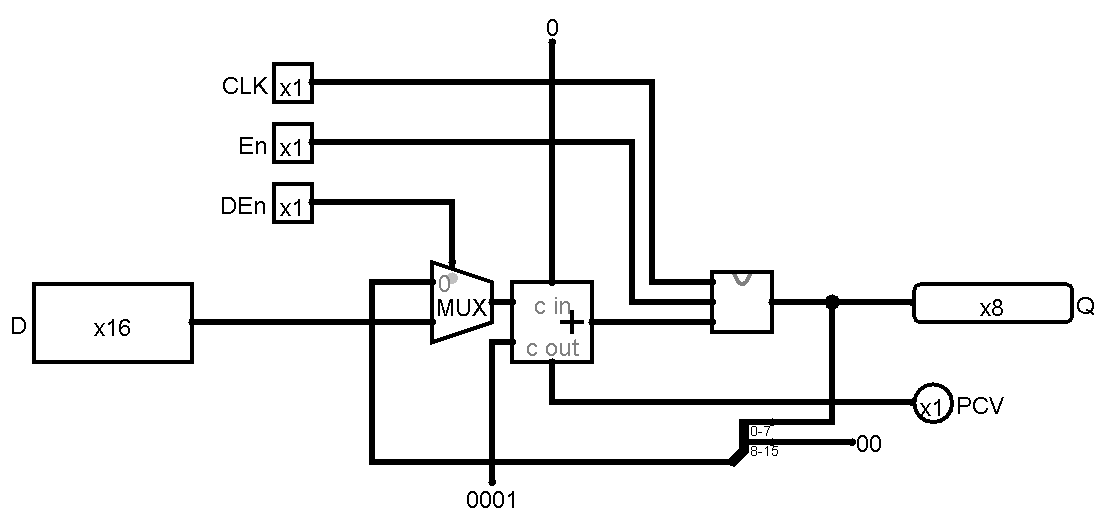 0
CLK x1
En x1
DEn x1
0
MUX
c in
+
c out
D x16
x8 Q
x1 PCV
0-7
8-15
00
0001